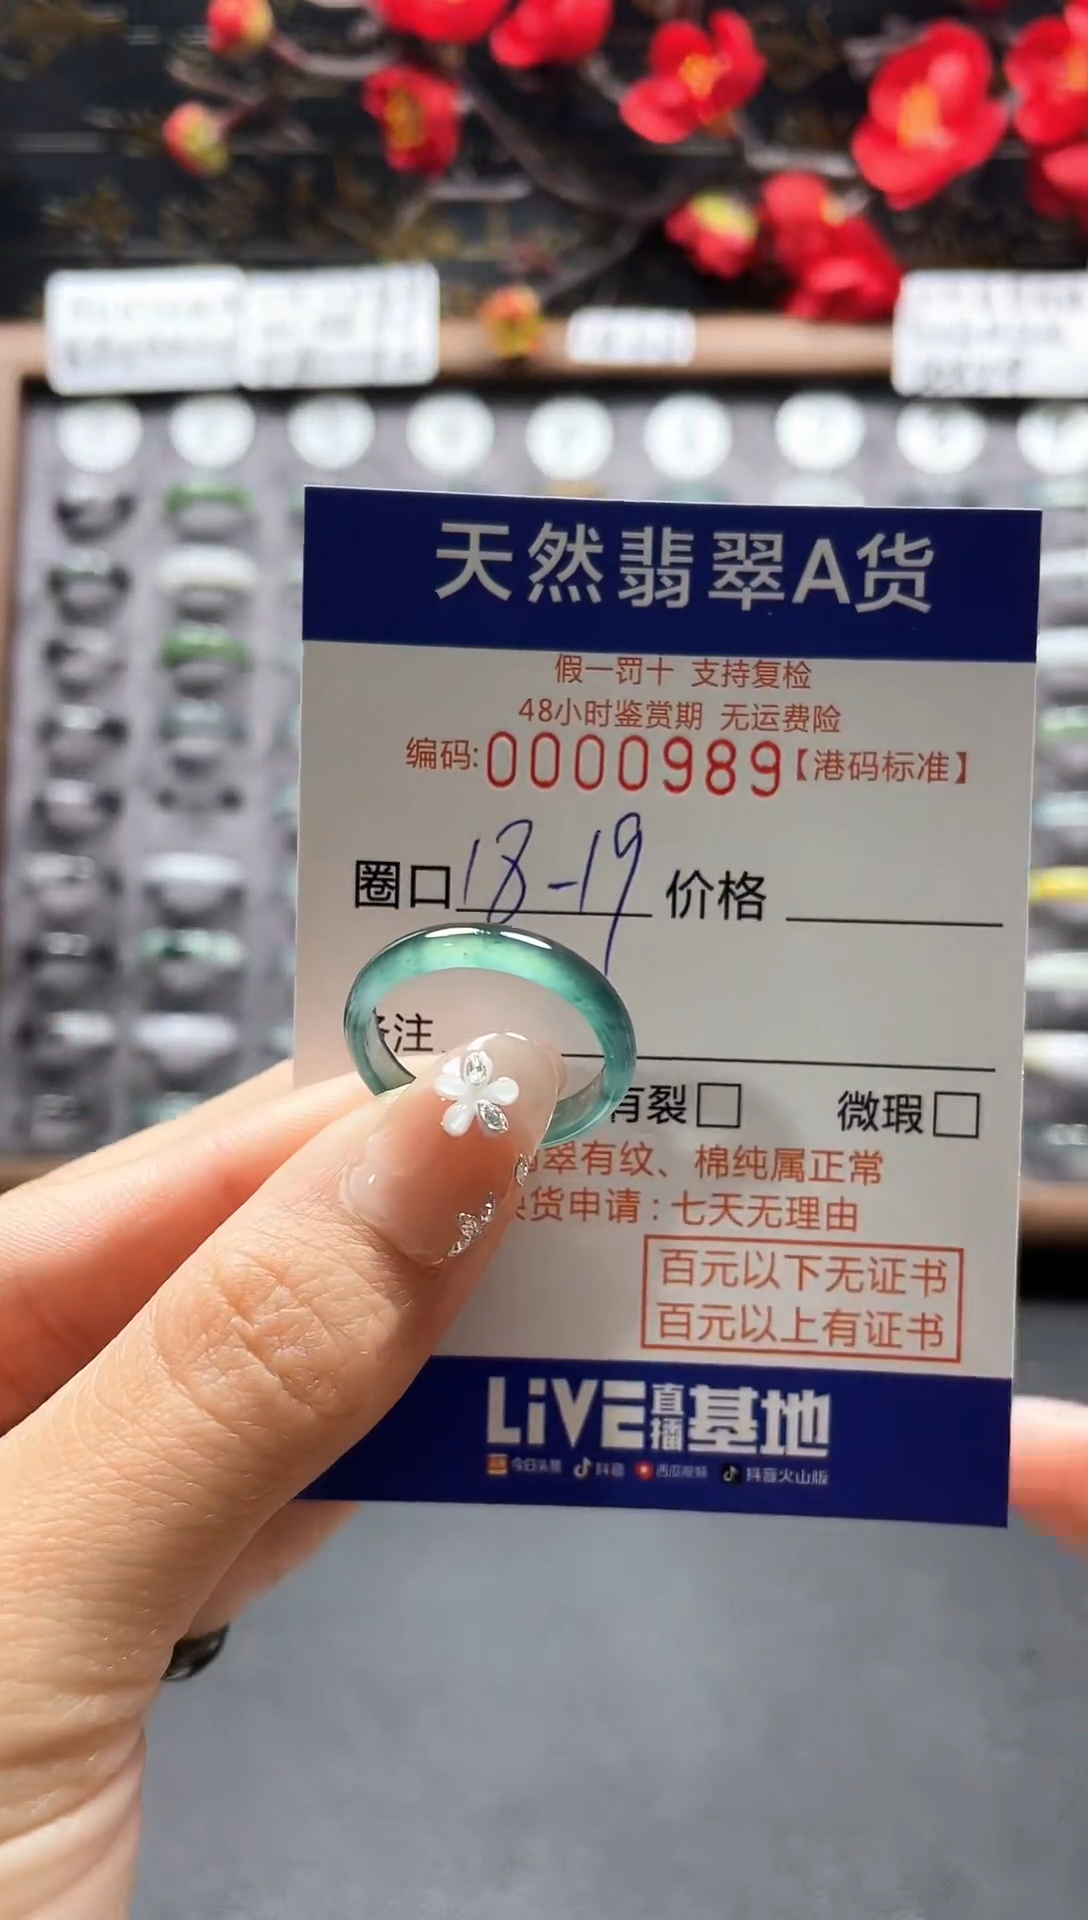 天然翡翠A货
假一罚十 支持复检
48小时鉴赏期 无运费险
编码:0000989【港码标准】
圈口 18-19 价格
备注
有裂□ 微瑕□
翠有纹、棉纯属正常
换货申请：七天无理由
百元以下无证书
百元以上有证书
LiVE直播基地
今日头条 抖音 西瓜视频 抖音火山版